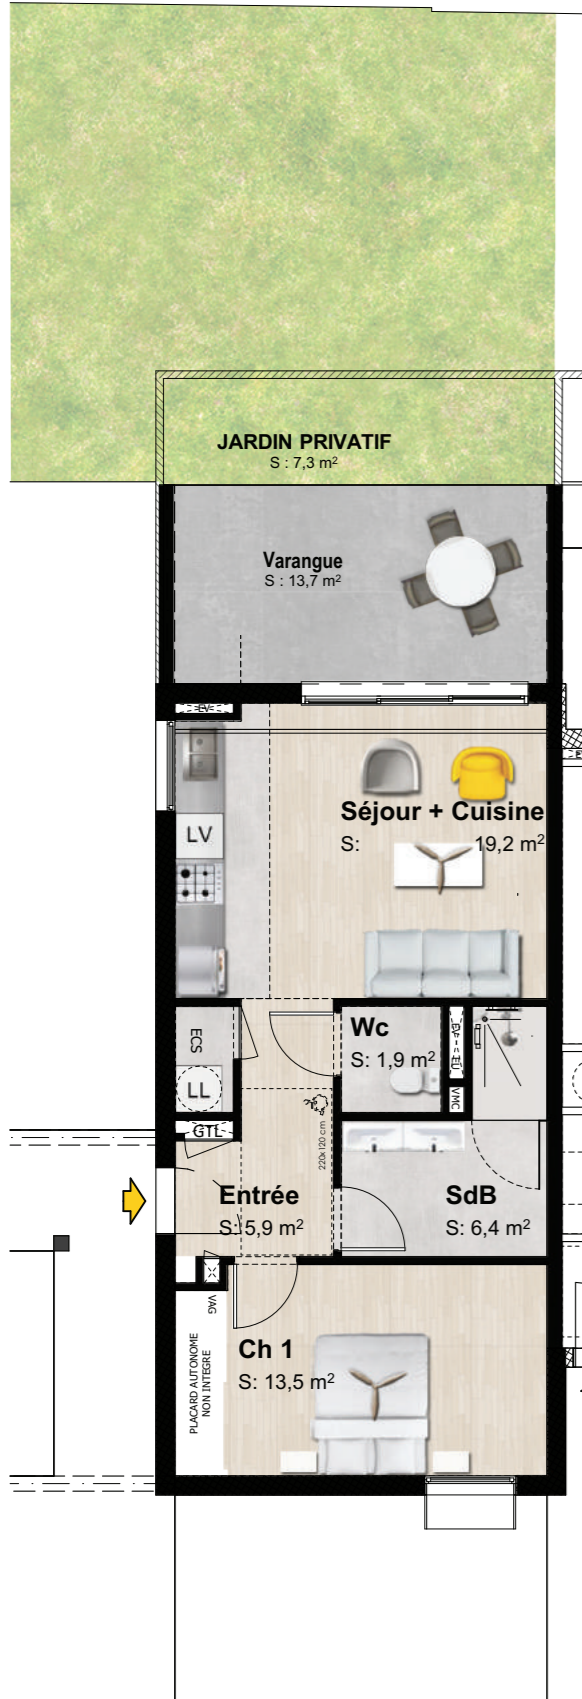 JARDIN PRIVATIF
S : 7,3 m²
Varangue
S : 13,7 m²
EV
Séjour + Cuisine
S: 19,2 m²
LV
ECS
Wc
S: 1,9 m²
LL
VMC
GTL
220x120 cm
Entrée
S: 5,9 m²
SdB
S: 6,4 m²
VAG
PLACARD AUTONOME
NON INTEGRE
Ch 1
S: 13,5 m²